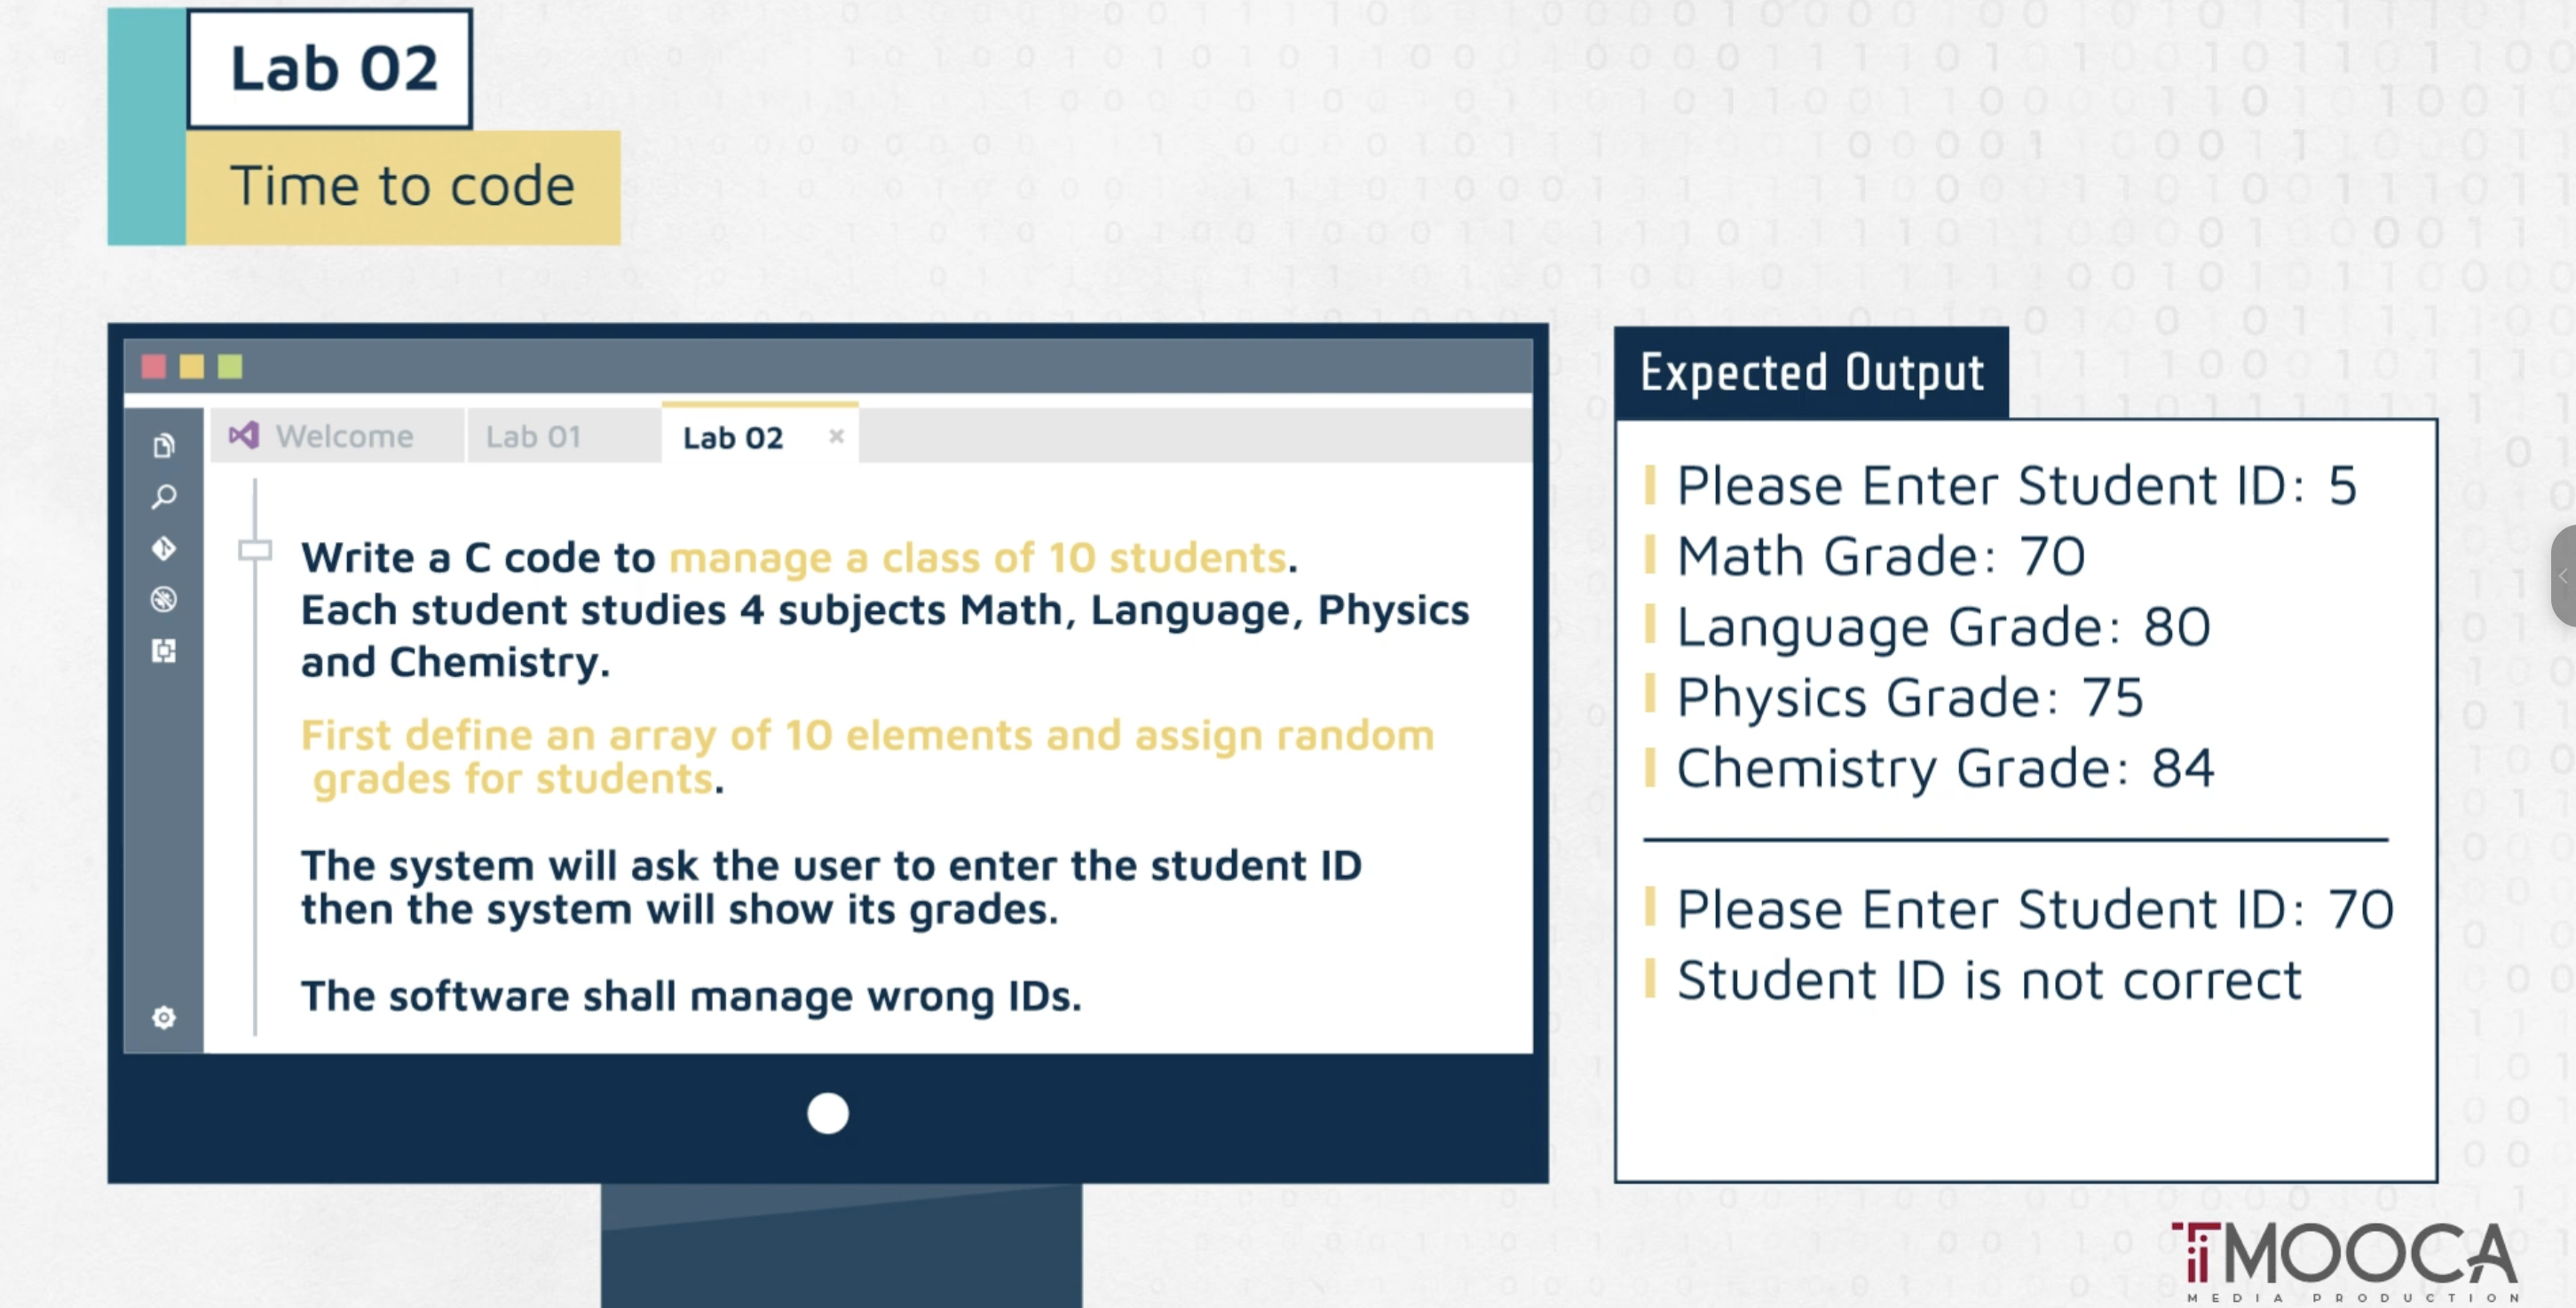 Lab 02
Time to code
Welcome
Lab 01
Lab 02
Write a C code to manage a class of 10 students.
Each student studies 4 subjects Math, Language, Physics
and Chemistry.
First define an array of 10 elements and assign random
grades for students.
The system will ask the user to enter the student ID
then the system will show its grades.
The software shall manage wrong IDs.
Expected Output
Please Enter Student ID: 5
Math Grade: 70
Language Grade: 80
Physics Grade: 75
Chemistry Grade: 84
Please Enter Student ID: 70
Student ID is not correct
MOOCA
MEDIA PRODUCTION